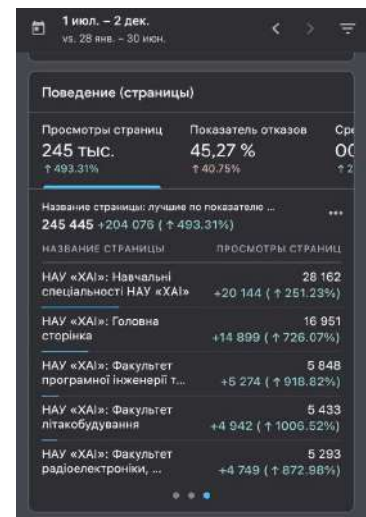 1 июл. – 2 дек.
vs. 28 янв. – 30 июн.
Поведение (страницы)
Просмотры страниц Показатель отказов
245 тыс. 45,27 %
↑ 493.31% ↑ 40.75%
Название страницы: лучшие по показателю ...
245 445 +204 076 (↑ 493.31%)
НАЗВАНИЕ СТРАНИЦЫ ПРОСМОТРЫ СТРАНИЦ
НАУ «ХАІ»: Навчальні 28 162
спеціальності НАУ «ХАІ» +20 144 (↑ 251.23%)
НАУ «ХАІ»: Головна 16 951
сторінка +14 899 (↑ 726.07%)
НАУ «ХАІ»: Факультет 5 848
програмної інженерії т... +5 274 (↑ 918.82%)
НАУ «ХАІ»: Факультет 5 433
літакобудування +4 942 (↑ 1006.52%)
НАУ «ХАІ»: Факультет 5 293
радіоелектроніки, ... +4 749 (↑ 872.98%)